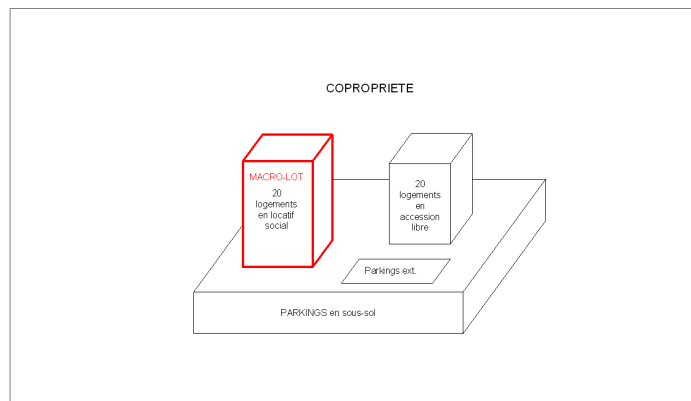 COPROPRIETE
MACRO-LOT
20
logements
en locatif
social
20
logements
en
accession
libre
Parkings ext.
PARKINGS en sous-sol